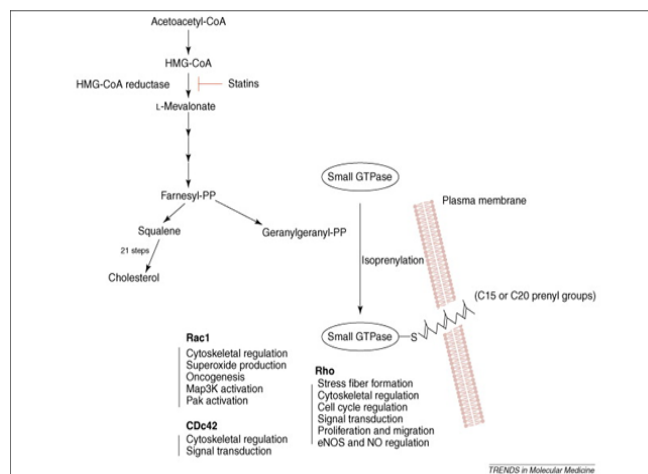 Acetoacetyl-CoA
HMG-CoA
HMG-CoA reductase
Statins
L-Mevalonate
Farnesyl-PP
Squalene
Geranylgeranyl-PP
21 steps
Cholesterol
Small GTPase
Plasma membrane
Isoprenylation
(C15 or C20 prenyl groups)
Small GTPase
S
Rac1
Cytoskeletal regulation
Superoxide production
Oncogenesis
Map3K activation
Pak activation
CDc42
Cytoskeletal regulation
Signal transduction
Rho
Stress fiber formation
Cytoskeletal regulation
Cell cycle regulation
Signal transduction
Proliferation and migration
eNOS and NO regulation
TRENDS in Molecular Medicine